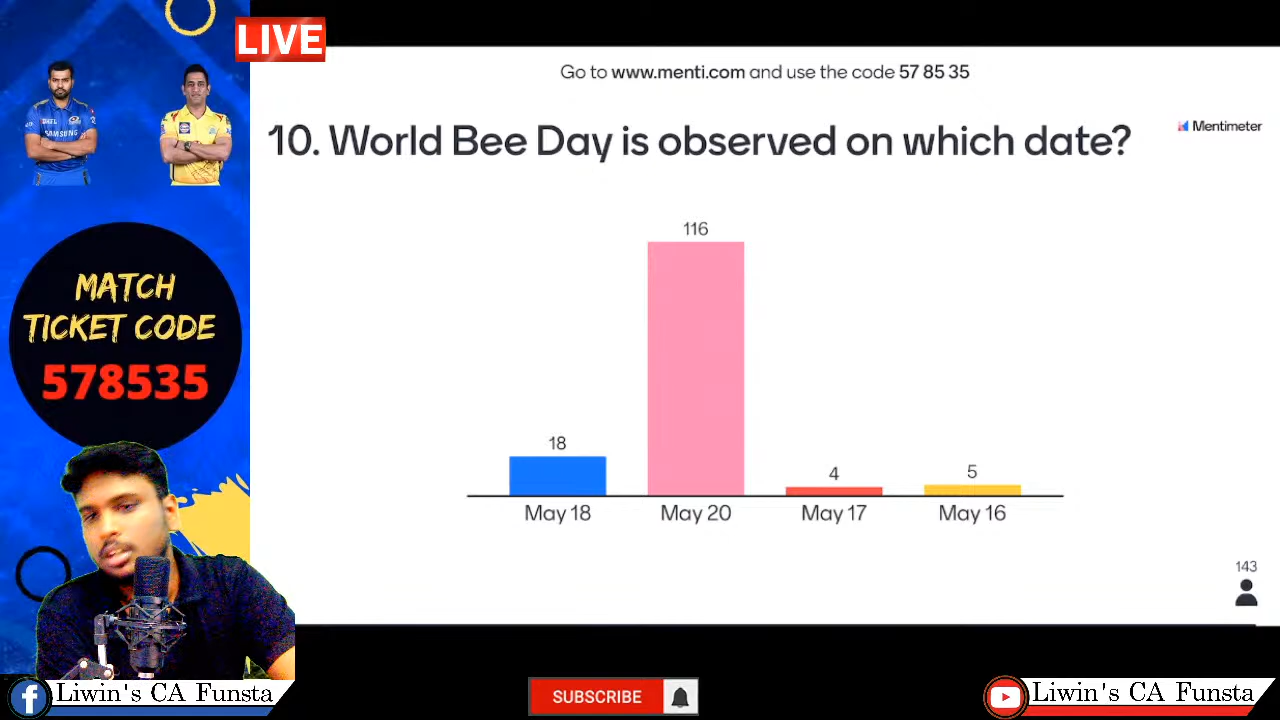 LIVE
Go to www.menti.com and use the code 57 85 35
10. World Bee Day is observed on which date?
Mentimeter
SAMSUNG
MATCH
TICKET CODE
578535
116
18
4
5
May 18
May 20
May 17
May 16
143
Liwin's CA Funsta
SUBSCRIBE
Liwin's CA Funsta